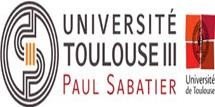 UNIVERSITÉ
TOULOUSE III
PAUL SABATIER
Université
de Toulouse